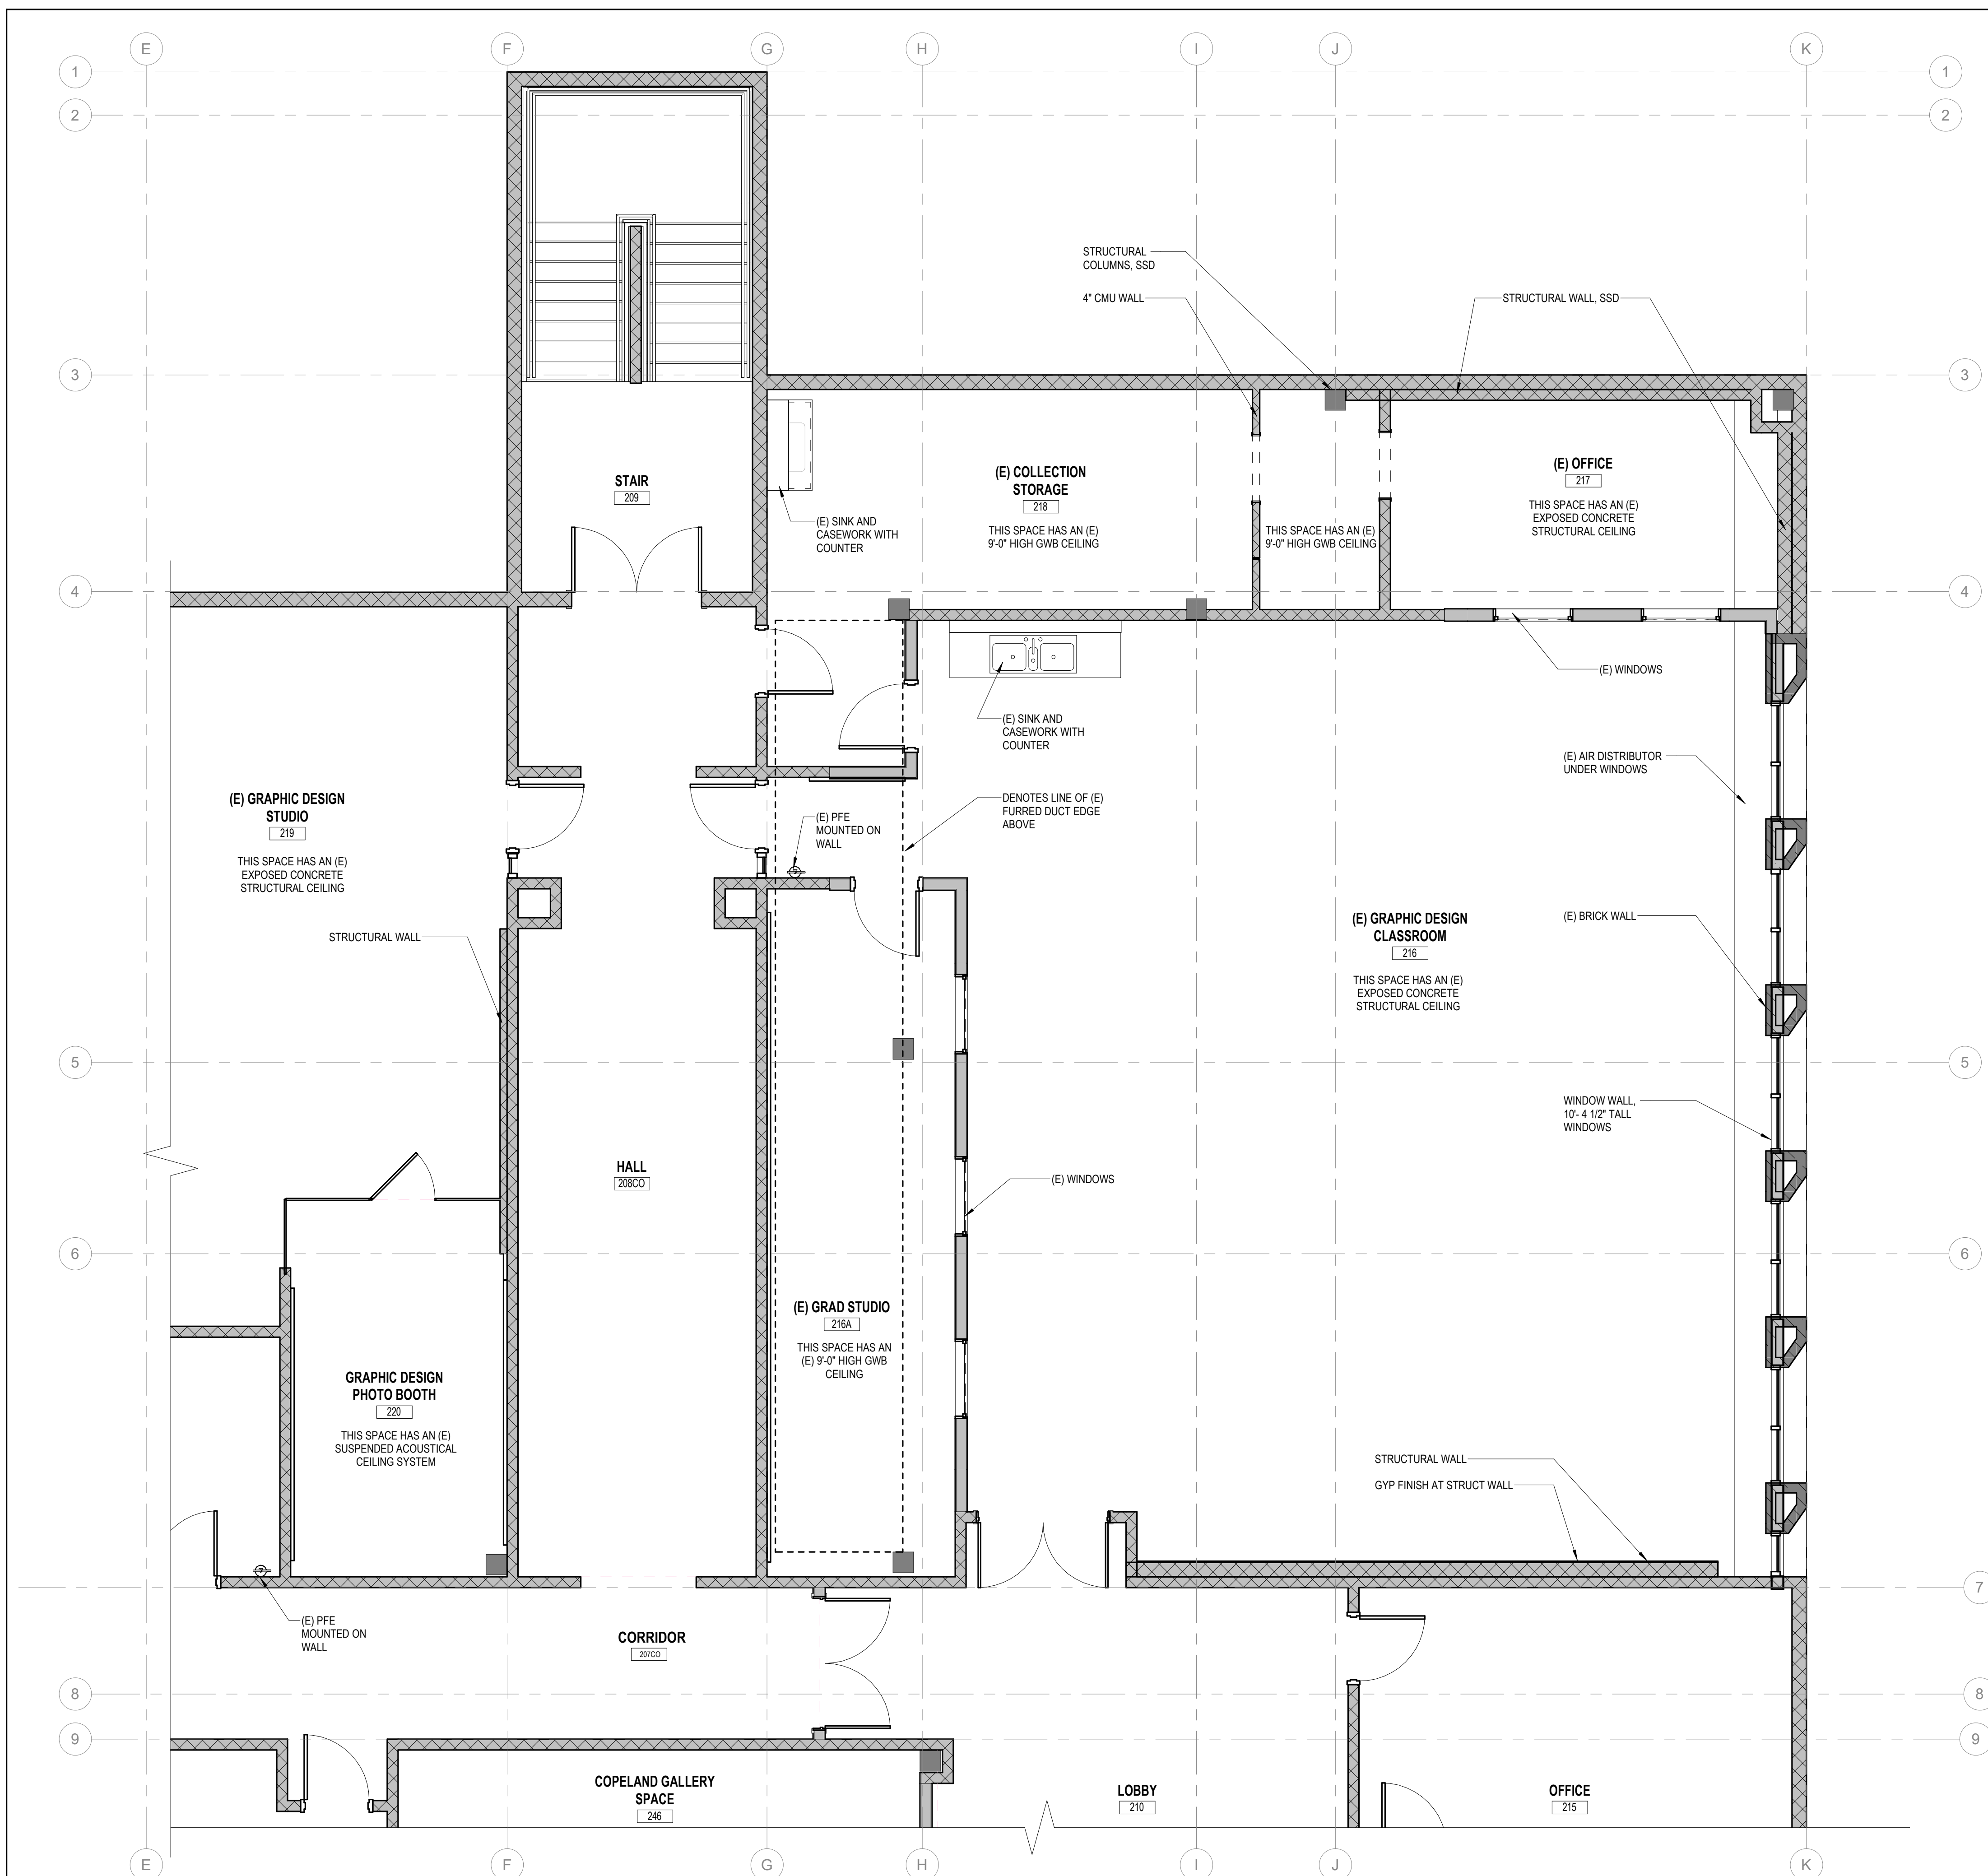 E
F
G
H
I
J
K
1
1
2
2
STRUCTURAL
COLUMNS, SSD
4" CMU WALL
STRUCTURAL WALL, SSD
3
3
STAIR
209
(E) COLLECTION
STORAGE
218
THIS SPACE HAS AN (E)
9'-0" HIGH GWB CEILING
THIS SPACE HAS AN (E)
9'-0" HIGH GWB CEILING
(E) OFFICE
217
THIS SPACE HAS AN (E)
EXPOSED CONCRETE
STRUCTURAL CEILING
(E) SINK AND
CASEWORK WITH
COUNTER
4
4
(E) WINDOWS
(E) SINK AND
CASEWORK WITH
COUNTER
(E) AIR DISTRIBUTOR
UNDER WINDOWS
(E) GRAPHIC DESIGN
STUDIO
219
THIS SPACE HAS AN (E)
EXPOSED CONCRETE
STRUCTURAL CEILING
(E) PFE
MOUNTED ON
WALL
DENOTES LINE OF (E)
FURRED DUCT EDGE
ABOVE
STRUCTURAL WALL
(E) GRAPHIC DESIGN
CLASSROOM
216
THIS SPACE HAS AN (E)
EXPOSED CONCRETE
STRUCTURAL CEILING
(E) BRICK WALL
5
5
WINDOW WALL,
10'- 4 1/2" TALL
WINDOWS
HALL
208CO
(E) WINDOWS
6
6
(E) GRAD STUDIO
216A
THIS SPACE HAS AN
(E) 9'-0" HIGH GWB
CEILING
GRAPHIC DESIGN
PHOTO BOOTH
220
THIS SPACE HAS AN (E)
SUSPENDED ACOUSTICAL
CEILING SYSTEM
STRUCTURAL WALL
GYP FINISH AT STRUCT WALL
7
(E) PFE
MOUNTED ON
WALL
CORRIDOR
207CO
8
8
9
9
COPELAND GALLERY
SPACE
246
LOBBY
210
OFFICE
215
E
F
G
H
I
J
K